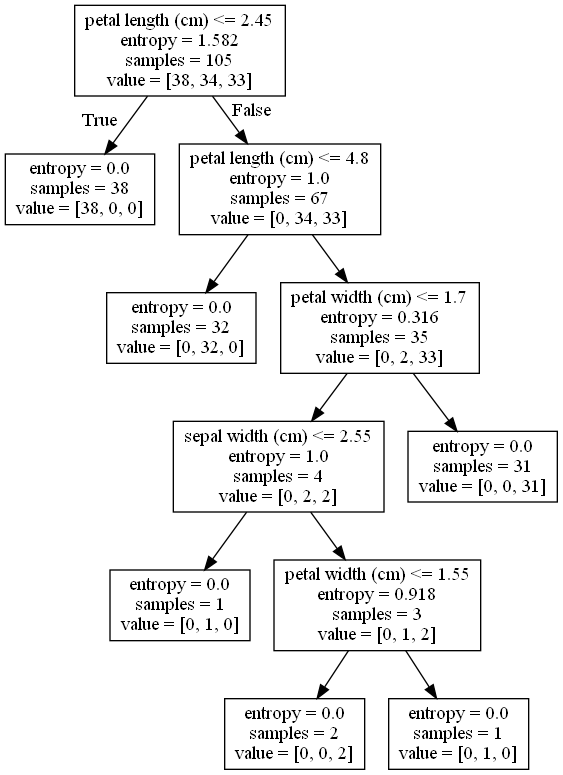 petal length (cm) <= 2.45
entropy = 1.582
samples = 105
value = [38, 34, 33]
True
False
entropy = 0.0
samples = 38
value = [38, 0, 0]
petal length (cm) <= 4.8
entropy = 1.0
samples = 67
value = [0, 34, 33]
entropy = 0.0
samples = 32
value = [0, 32, 0]
petal width (cm) <= 1.7
entropy = 0.316
samples = 35
value = [0, 2, 33]
sepal width (cm) <= 2.55
entropy = 1.0
samples = 4
value = [0, 2, 2]
entropy = 0.0
samples = 31
value = [0, 0, 31]
entropy = 0.0
samples = 1
value = [0, 1, 0]
petal width (cm) <= 1.55
entropy = 0.918
samples = 3
value = [0, 1, 2]
entropy = 0.0
samples = 2
value = [0, 0, 2]
entropy = 0.0
samples = 1
value = [0, 1, 0]